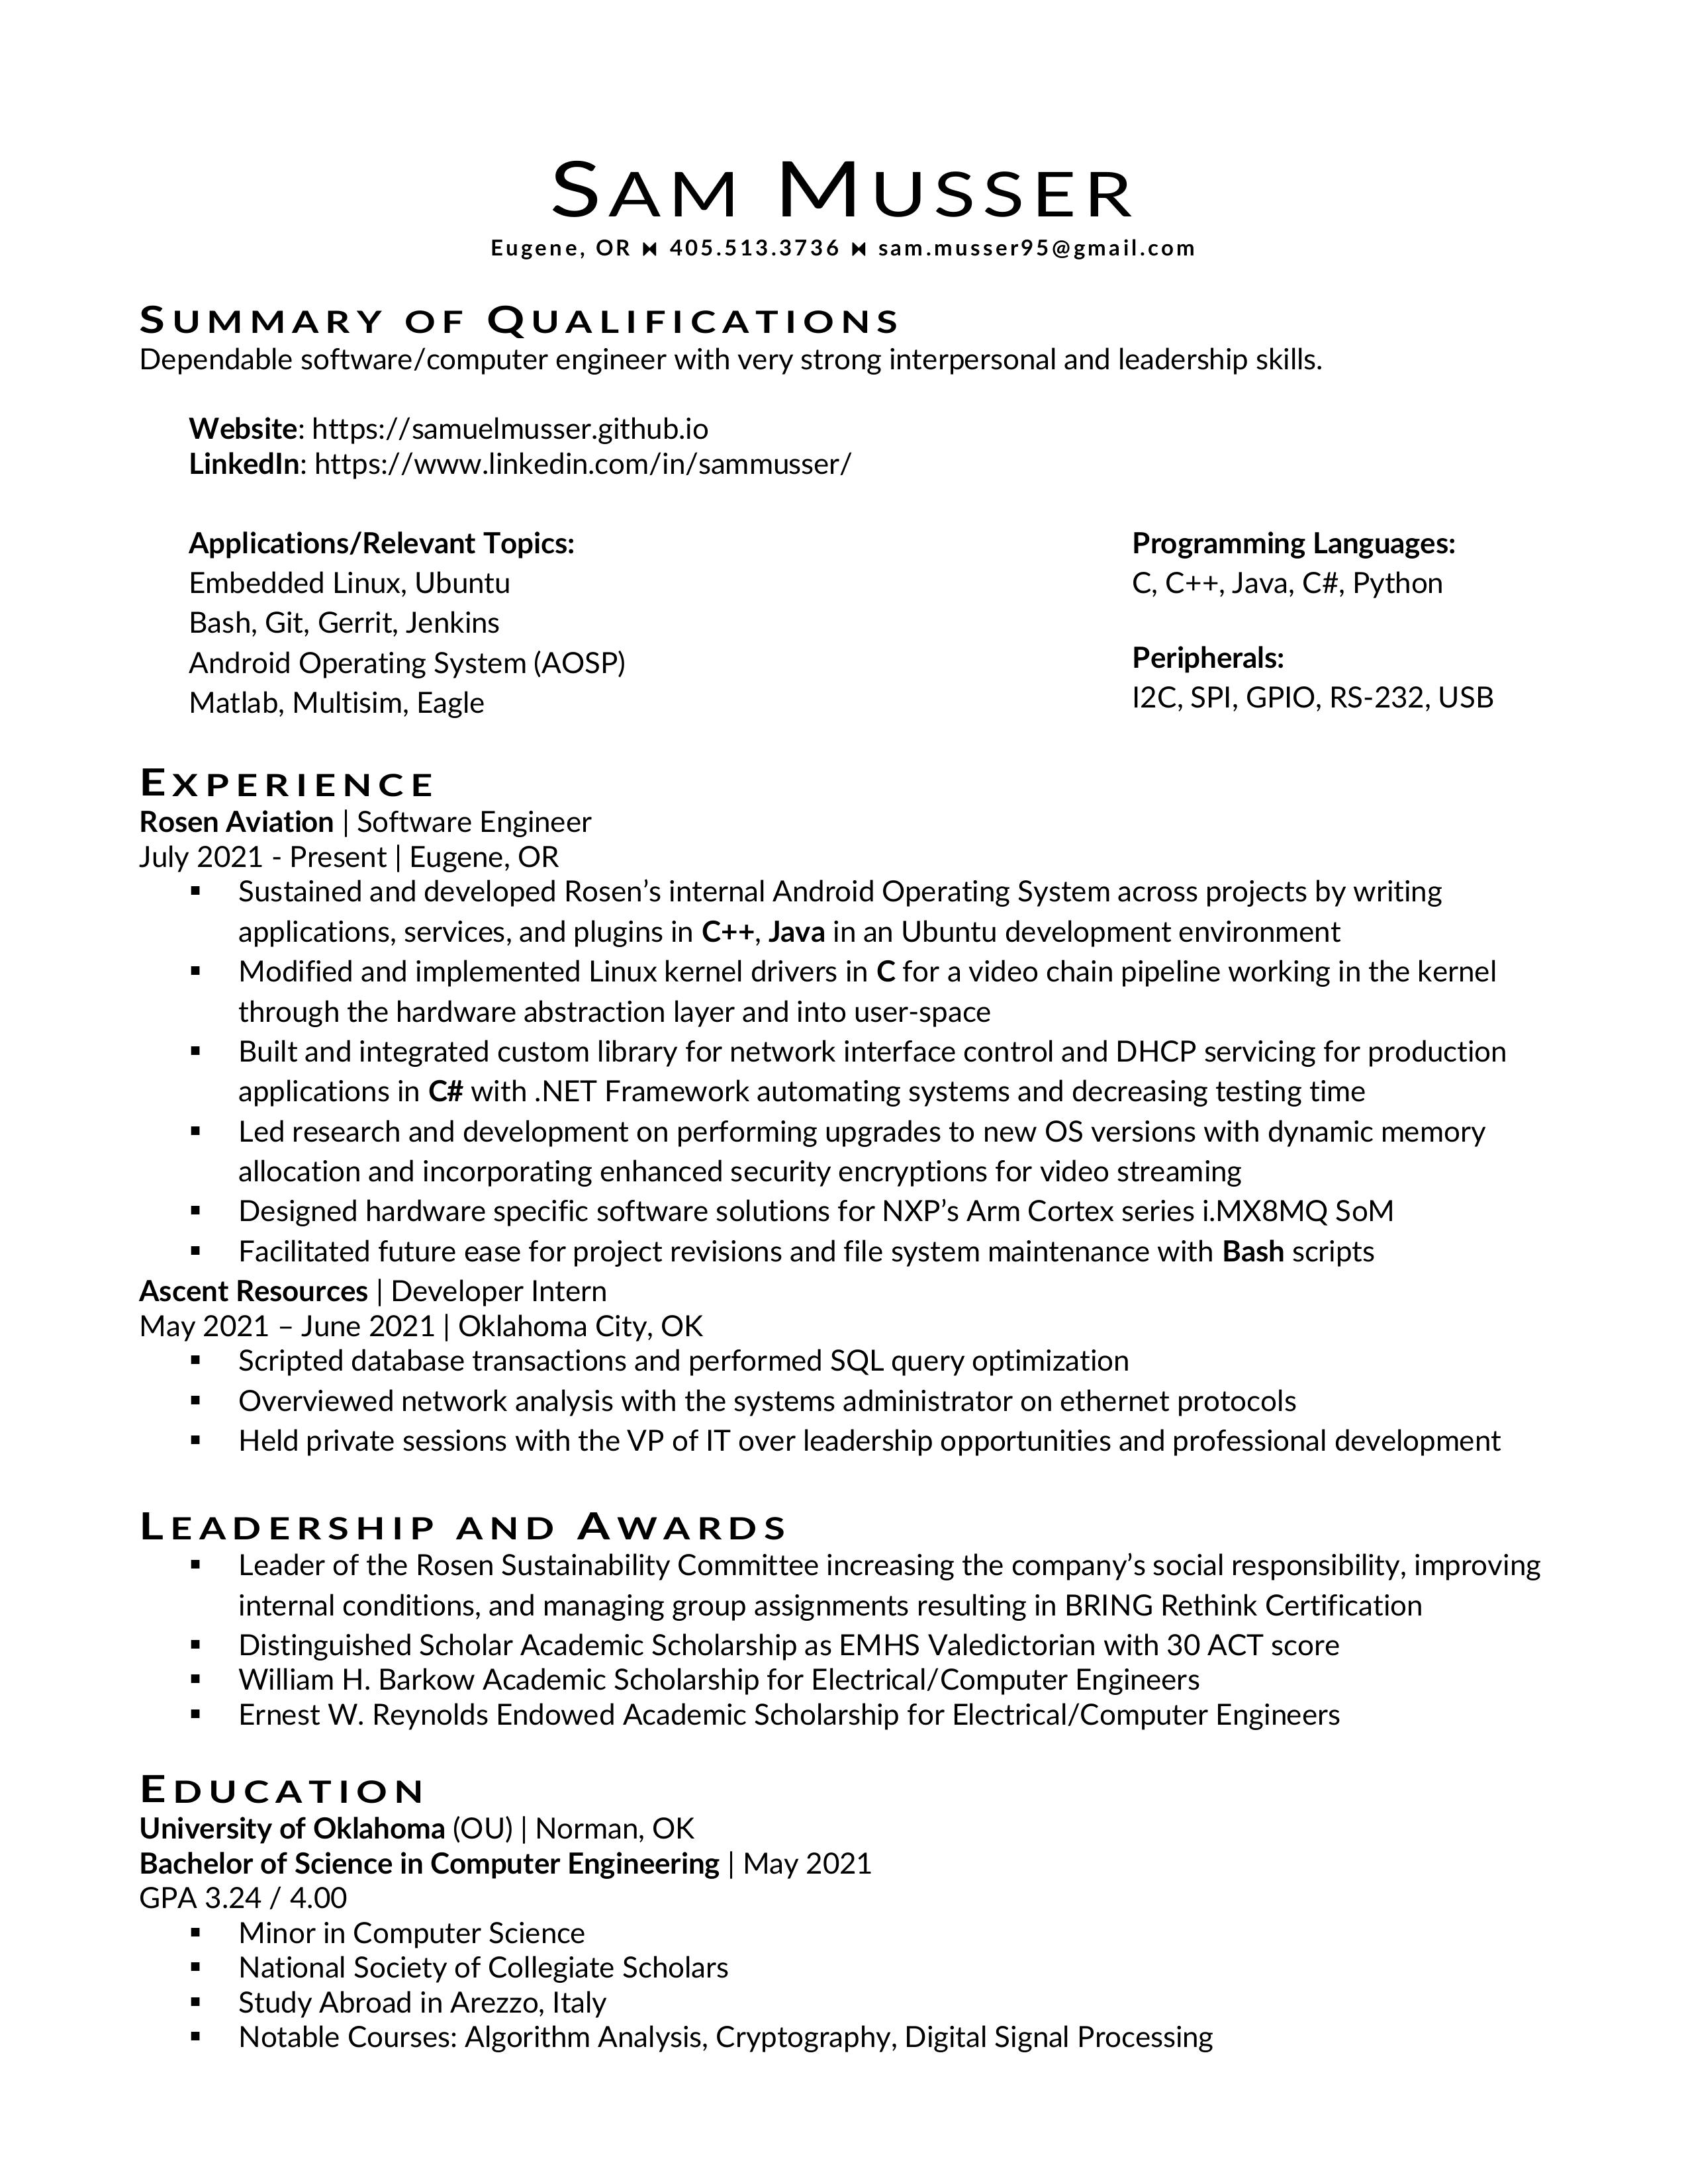 SAM MUSSER
Eugene, OR ⧓ 405.513.3736 ⧓ sam.musser95@gmail.com
SUMMARY OF QUALIFICATIONS
Dependable software/computer engineer with very strong interpersonal and leadership skills.
Website: https://samuelmusser.github.io
LinkedIn: https://www.linkedin.com/in/sammusser/
Applications/Relevant Topics:
Embedded Linux, Ubuntu
Bash, Git, Gerrit, Jenkins
Android Operating System (AOSP)
Matlab, Multisim, Eagle
Programming Languages:
C, C++, Java, C#, Python
Peripherals:
I2C, SPI, GPIO, RS-232, USB
EXPERIENCE
Rosen Aviation | Software Engineer
July 2021 - Present | Eugene, OR
▪ Sustained and developed Rosen’s internal Android Operating System across projects by writing
applications, services, and plugins in C++, Java in an Ubuntu development environment
▪ Modified and implemented Linux kernel drivers in C for a video chain pipeline working in the kernel
through the hardware abstraction layer and into user-space
▪ Built and integrated custom library for network interface control and DHCP servicing for production
applications in C# with .NET Framework automating systems and decreasing testing time
▪ Led research and development on performing upgrades to new OS versions with dynamic memory
allocation and incorporating enhanced security encryptions for video streaming
▪ Designed hardware specific software solutions for NXP’s Arm Cortex series i.MX8MQ SoM
▪ Facilitated future ease for project revisions and file system maintenance with Bash scripts
Ascent Resources | Developer Intern
May 2021 – June 2021 | Oklahoma City, OK
▪ Scripted database transactions and performed SQL query optimization
▪ Overviewed network analysis with the systems administrator on ethernet protocols
▪ Held private sessions with the VP of IT over leadership opportunities and professional development
LEADERSHIP AND AWARDS
▪ Leader of the Rosen Sustainability Committee increasing the company’s social responsibility, improving
internal conditions, and managing group assignments resulting in BRING Rethink Certification
▪ Distinguished Scholar Academic Scholarship as EMHS Valedictorian with 30 ACT score
▪ William H. Barkow Academic Scholarship for Electrical/Computer Engineers
▪ Ernest W. Reynolds Endowed Academic Scholarship for Electrical/Computer Engineers
EDUCATION
University of Oklahoma (OU) | Norman, OK
Bachelor of Science in Computer Engineering | May 2021
GPA 3.24 / 4.00
▪ Minor in Computer Science
▪ National Society of Collegiate Scholars
▪ Study Abroad in Arezzo, Italy
▪ Notable Courses: Algorithm Analysis, Cryptography, Digital Signal Processing